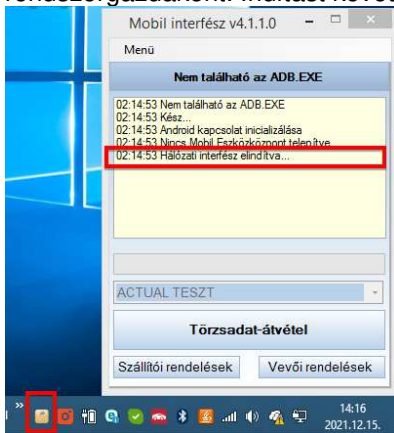 Mobil interfész v4.1.1.0
Menü
Nem található az ADB.EXE
02:14:53 Nem található az ADB.EXE
02:14:53 Kész...
02:14:53 Android kapcsolat inicializálása
02:14:53 Nincs Mobil Eszközközpont telepítve
02:14:53 Hálózati interfész elindítva...
ACTUAL TESZT
Törzsadat-átvétel
Szállítói rendelések
Vevői rendelések
14:16
2021.12.15.